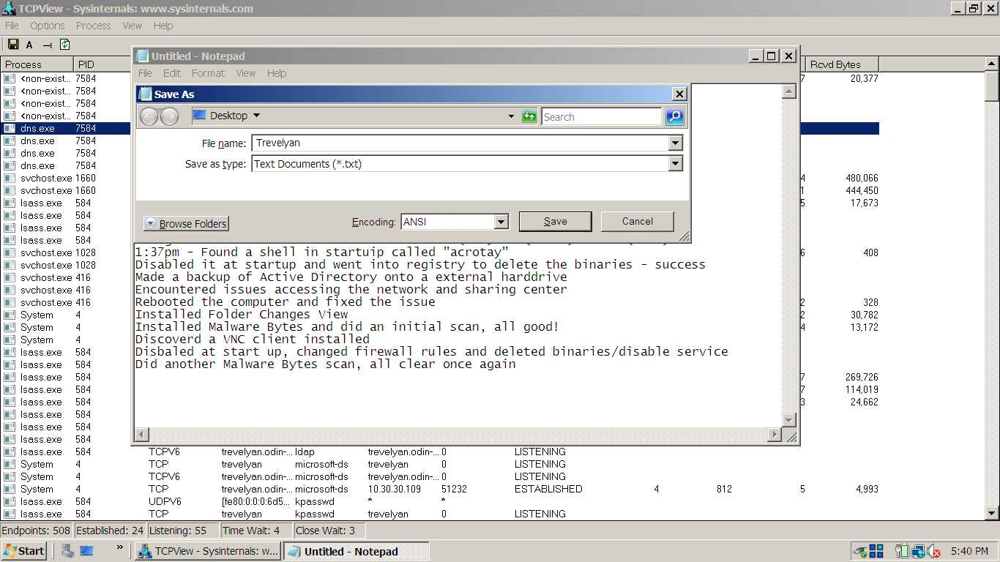 TCPView - Sysinternals: www.sysinternals.com
File Options Process View Help
A
Untitled - Notepad
File Edit Format View Help
Process PID Rcvd Bytes
Save As
Desktop Search
File name: Trevelyan
Save as type: Text Documents (*.txt)
Browse Folders Encoding: ANSI Save Cancel
1:37pm - Found a shell in startuip called "acrotay"
Disabled it at startup and went into registry to delete the binaries - success
Made a backup of Active Directory onto a external harddrive
Encountered issues accessing the network and sharing center
Rebooted the computer and fixed the issue
Installed Folder Changes View
Installed Malware Bytes and did an initial scan, all good!
Discoverd a VNC client installed
Disbaled at start up, changed firewall rules and deleted binaries/disable service
Did another Malware Bytes scan, all clear once again
<non-exist... 7584 7 20,377
<non-exist... 7584
<non-exist... 7584
<non-exist... 7584
dns.exe 7584
dns.exe 7584
dns.exe 7584
dns.exe 7584
svchost.exe 1660 4 480,066
svchost.exe 1660 1 444,450
lsass.exe 584 5 17,673
lsass.exe 584
lsass.exe 584
lsass.exe 584
svchost.exe 1028 6 408
svchost.exe 1028
svchost.exe 416
svchost.exe 416
svchost.exe 416 2 328
System 4 2 30,782
System 4 4 13,172
System 4
lsass.exe 584
lsass.exe 584
lsass.exe 584 7 269,726
lsass.exe 584 7 114,019
lsass.exe 584 3 24,662
lsass.exe 584
lsass.exe 584
lsass.exe 584
lsass.exe 584 TCPV6 trevelyan.odin-... ldap trevelyan.odin-... 0 LISTENING
System 4 TCP trevelyan microsoft-ds trevelyan 0 LISTENING
System 4 TCPV6 trevelyan.odin-... microsoft-ds trevelyan.odin-... 0 LISTENING
System 4 TCP trevelyan.odin-... microsoft-ds 10.30.30.109 51232 ESTABLISHED 4 812 5 4,993
lsass.exe 584 UDPV6 [fe80:0:0:0:6d5... kpasswd * *
lsass.exe 584 TCP trevelyan kpasswd trevelyan 0 LISTENING
Endpoints: 508 Established: 24 Listening: 55 Time Wait: 4 Close Wait: 3
Start » TCPView - Sysinternals: w... Untitled - Notepad 5:40 PM